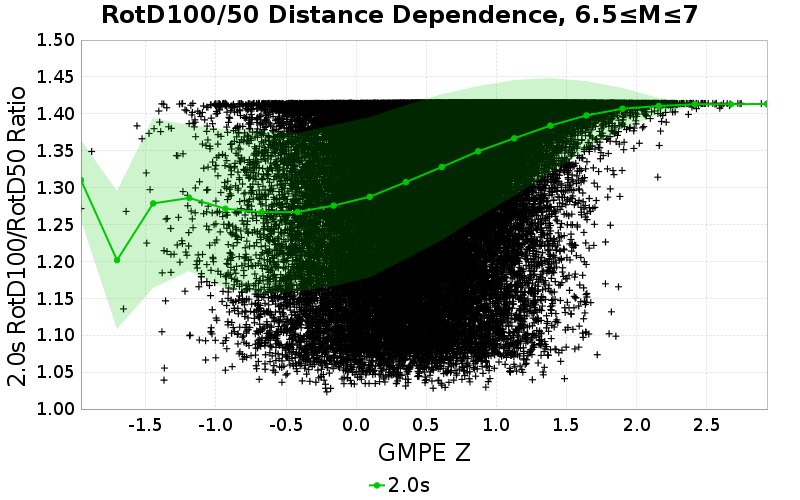 RotD100/50 Distance Dependence, 6.5≤M≤7
2.0s RotD100/RotD50 Ratio
1.50
1.45
1.40
1.35
1.30
1.25
1.20
1.15
1.10
1.05
1.00
-1.5 -1.0 -0.5 0.0 0.5 1.0 1.5 2.0 2.5
GMPE Z
2.0s